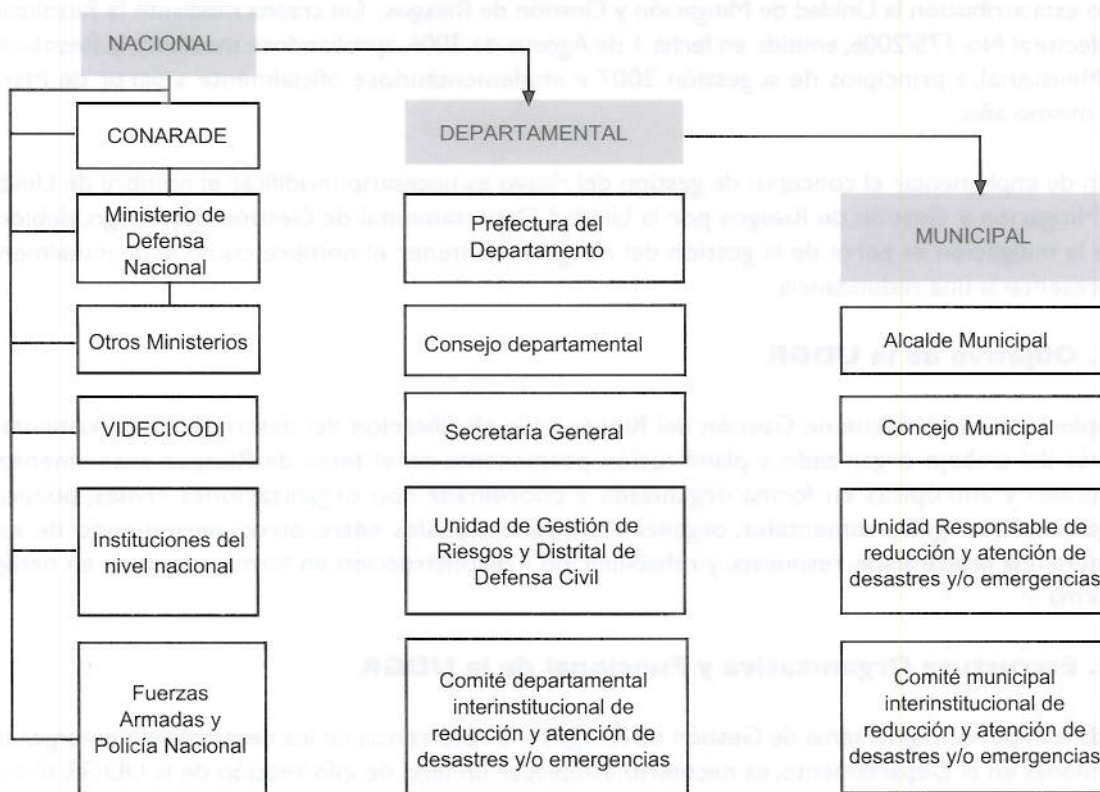 NACIONAL
CONARADE
Ministerio de
Defensa
Nacional
Otros Ministerios
VIDECICODI
Instituciones del
nivel nacional
Fuerzas
Armadas y
Policía Nacional
DEPARTAMENTAL
Prefectura del
Departamento
Consejo departamental
Secretaría General
Unidad de Gestión de
Riesgos y Distrital de
Defensa Civil
Comité departamental
interinstitucional de
reducción y atención de
desastres y/o emergencias
MUNICIPAL
Alcalde Municipal
Concejo Municipal
Unidad Responsable de
reducción y atención de
desastres y/o emergencias
Comité municipal
interinstitucional de
reducción y atención de
desastres y/o emergencias